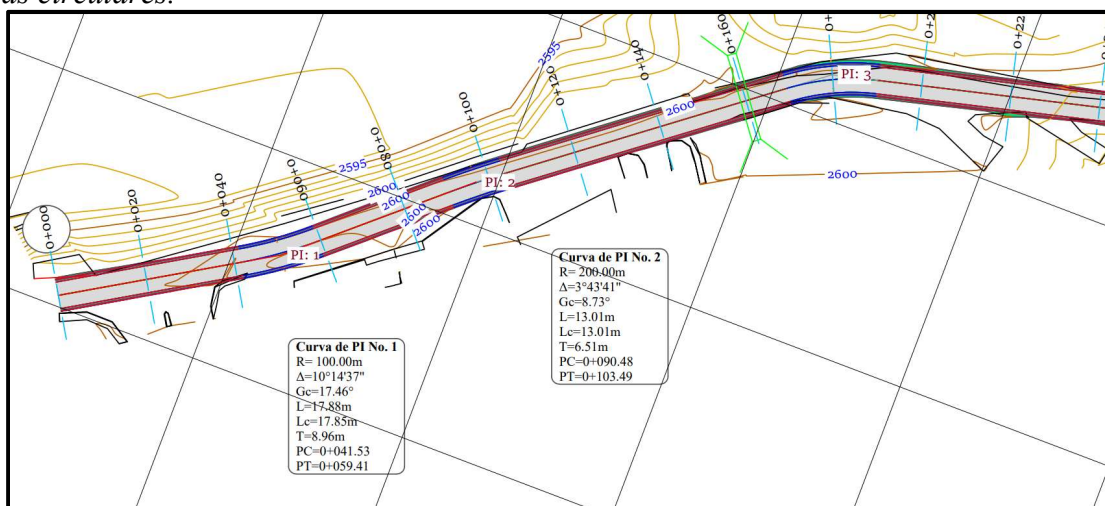 as circulares.
0+000
0+020
0+040
0+060
0+080
0+100
0+120
0+140
0+160
0+22
2595
2595
2600
2600
2600
2600
2600
2600
PI: 1
PI: 2
PI: 3
Curva de PI No. 1
R= 100.00m
Δ=10°14'37"
Gc=17.46°
L=17.88m
Lc=17.85m
T=8.96m
PC=0+041.53
PT=0+059.41
Curva de PI No. 2
R= 200.00m
Δ=3°43'41"
Gc=8.73°
L=13.01m
Lc=13.01m
T=6.51m
PC=0+090.48
PT=0+103.49